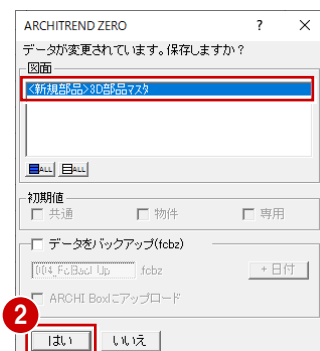 ARCHITREND ZERO ? ×
データが変更されています。保存しますか？
図面
<新規部品>3D部品マスタ
ALL ALL
初期値
共通 物件 専用
データをバックアップ(fcbz)
.fcbz +日付
ARCHI Boxにアップロード
2
はい いいえ